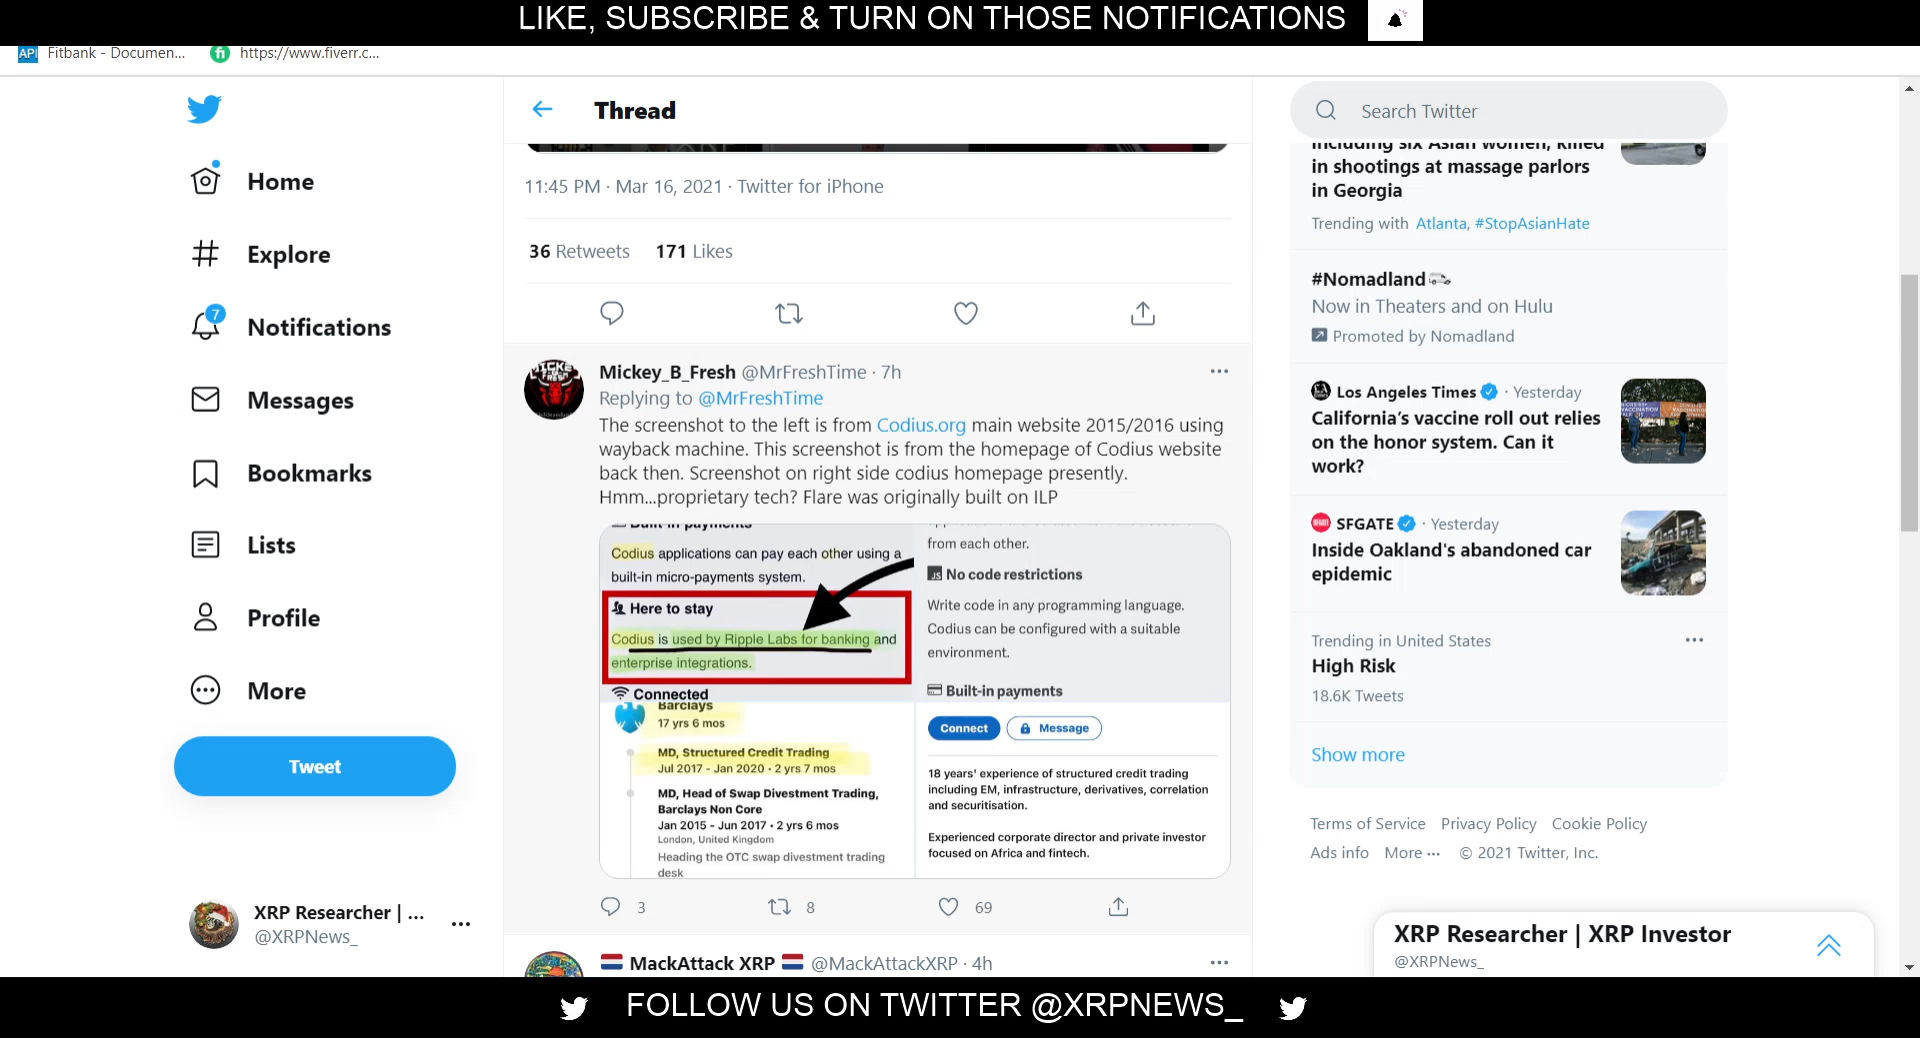 LIKE, SUBSCRIBE & TURN ON THOSE NOTIFICATIONS
API Fitbank - Documen...
fi https://www.fiverr.c...
Home
Explore
7
Notifications
Messages
Bookmarks
Lists
Profile
More
Tweet
XRP Researcher | ...
@XRPNews_
Thread
11:45 PM · Mar 16, 2021 · Twitter for iPhone
36 Retweets 171 Likes
Mickey_B_Fresh @MrFreshTime · 7h
Replying to @MrFreshTime
The screenshot to the left is from Codius.org main website 2015/2016 using
wayback machine. This screenshot is from the homepage of Codius website
back then. Screenshot on right side codius homepage presently.
Hmm...proprietary tech? Flare was originally built on ILP
Built-in payments
Codius applications can pay each other using a
built-in micro-payments system.
Here to stay
Codius is used by Ripple Labs for banking and
enterprise integrations.
Connected
from each other.
JS No code restrictions
Write code in any programming language.
Codius can be configured with a suitable
environment.
Built-in payments
Barclays
17 yrs 6 mos
MD, Structured Credit Trading
Jul 2017 - Jan 2020 • 2 yrs 7 mos
MD, Head of Swap Divestment Trading,
Barclays Non Core
Jan 2015 - Jun 2017 • 2 yrs 6 mos
London, United Kingdom
Heading the OTC swap divestment trading
desk
Connect
Message
18 years' experience of structured credit trading
including EM, infrastructure, derivatives, correlation
and securitisation.
Experienced corporate director and private investor
focused on Africa and fintech.
3 8 69
MackAttack XRP @MackAttackXRP · 4h
Search Twitter
including six Asian women, killed
in shootings at massage parlors
in Georgia
Trending with Atlanta, #StopAsianHate
#Nomadland
Now in Theaters and on Hulu
Promoted by Nomadland
Los Angeles Times · Yesterday
California's vaccine roll out relies
on the honor system. Can it
work?
SFGATE · Yesterday
Inside Oakland's abandoned car
epidemic
Trending in United States
High Risk
18.6K Tweets
Show more
Terms of Service Privacy Policy Cookie Policy
Ads info More ··· © 2021 Twitter, Inc.
XRP Researcher | XRP Investor
@XRPNews_
FOLLOW US ON TWITTER @XRPNEWS_